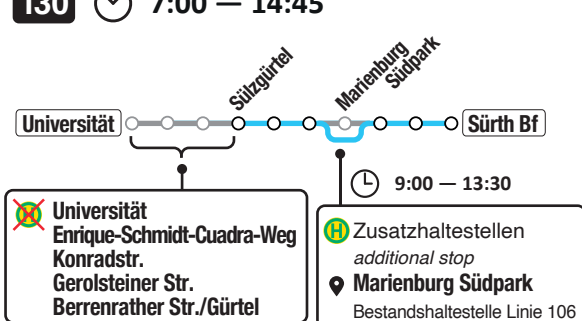 130 7:00 — 14:45
Sülzgürtel
Marienburg
Südpark
Universität
Sürth Bf
9:00 — 13:30
H Universität
Enrique-Schmidt-Cuadra-Weg
Konradstr.
Gerolsteiner Str.
Berrenrather Str./Gürtel
H Zusatzhaltestellen
additional stop
Marienburg Südpark
Bestandshaltestelle Linie 106